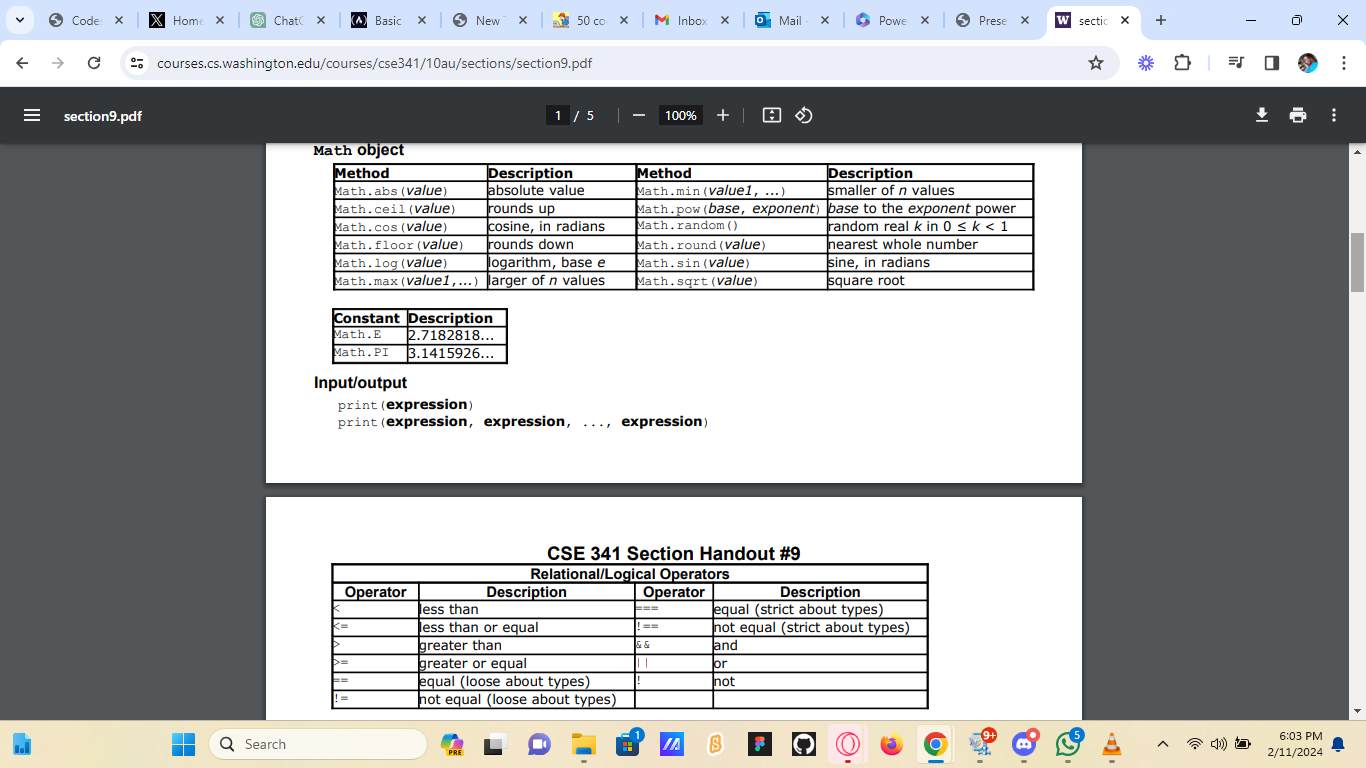 Code:
Home
ChatG
Basic
New T
50 co
Inbox
Mail -
Powe
Prese
sectio
courses.cs.washington.edu/courses/cse341/10au/sections/section9.pdf
section9.pdf
1 / 5
100%
Math object
Method Description Method Description
Math.abs(value) absolute value Math.min(value1, ...) smaller of n values
Math.ceil(value) rounds up Math.pow(base, exponent) base to the exponent power
Math.cos(value) cosine, in radians Math.random() random real k in 0 ≤ k < 1
Math.floor(value) rounds down Math.round(value) nearest whole number
Math.log(value) logarithm, base e Math.sin(value) sine, in radians
Math.max(value1,...) larger of n values Math.sqrt(value) square root
Constant Description
Math.E 2.7182818...
Math.PI 3.1415926...
Input/output
print(expression)
print(expression, expression, ..., expression)
CSE 341 Section Handout #9
Relational/Logical Operators
Operator Description Operator Description
< less than === equal (strict about types)
<= less than or equal !== not equal (strict about types)
> greater than && and
>= greater or equal || or
== equal (loose about types) ! not
!= not equal (loose about types)
Search
PRE
1
9+
5
6:03 PM
2/11/2024